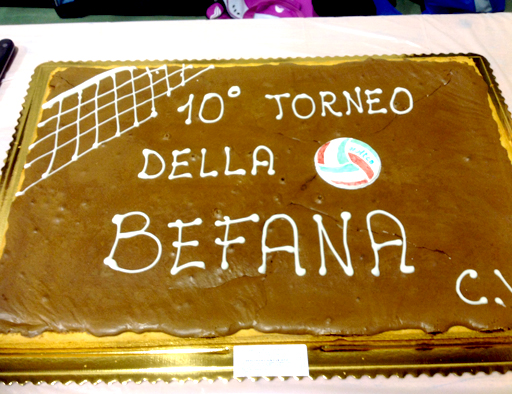 10° TORNEO
DELLA
BEFANA
C.V